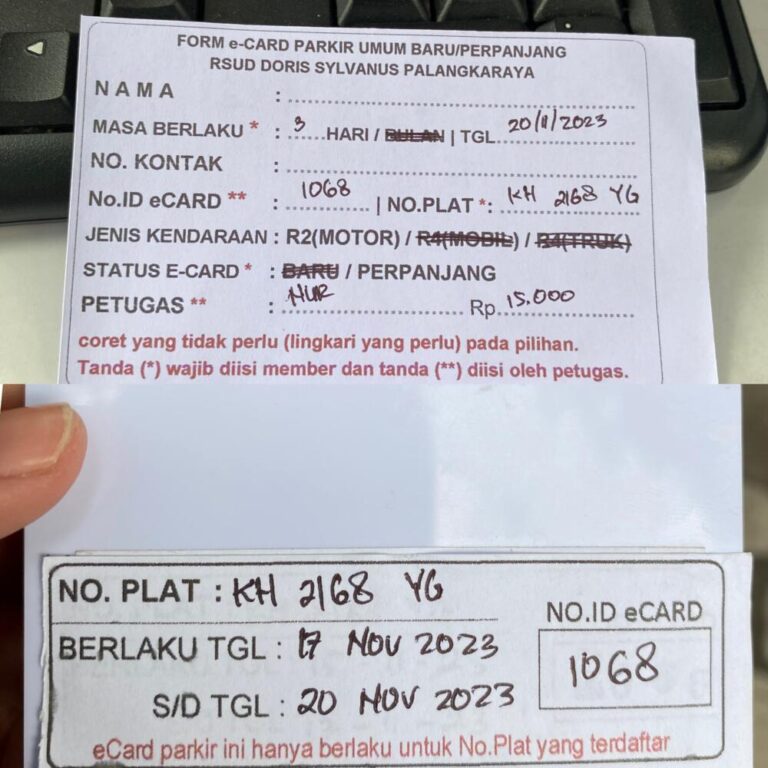 FORM e-CARD PARKIR UMUM BARU/PERPANJANG
RSUD DORIS SYLVANUS PALANGKARAYA
N A M A : ..........
MASA BERLAKU * : 3 HARI / BULAN | TGL. 20/11/2023
NO. KONTAK : ..........
No.ID eCARD ** : 1068 | NO.PLAT *: KH 2168 YG
JENIS KENDARAAN : R2(MOTOR) / R4(MOBIL) / R4(TRUK)
STATUS E-CARD * : BARU / PERPANJANG
PETUGAS ** : NUR Rp. 15.000
coret yang tidak perlu (lingkari yang perlu) pada pilihan.
Tanda (*) wajib diisi member dan tanda (**) diisi oleh petugas.
NO. PLAT : KH 2168 YG
BERLAKU TGL : 17 NOV 2023
S/D TGL : 20 NOV 2023
NO.ID eCARD
1068
eCard parkir ini hanya berlaku untuk No.Plat yang terdaftar